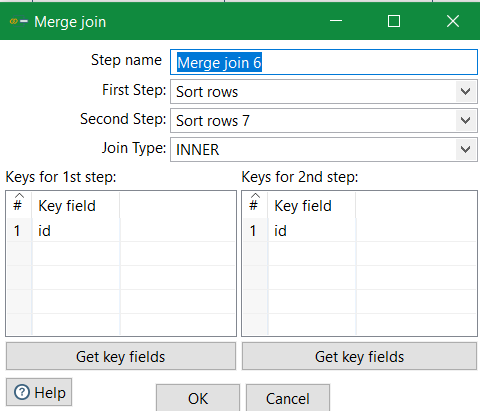 Merge join
Step name Merge join 6
First Step: Sort rows
Second Step: Sort rows 7
Join Type: INNER
Keys for 1st step: Keys for 2nd step:
# Key field # Key field
1 id 1 id
Get key fields Get key fields
Help
OK Cancel